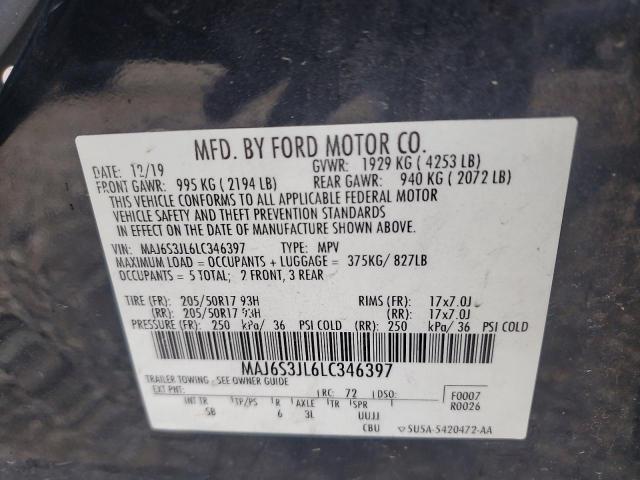 MFD. BY FORD MOTOR CO.
DATE: 12/19 GVWR: 1929 KG ( 4253 LB)
FRONT GAWR: 995 KG ( 2194 LB) REAR GAWR: 940 KG ( 2072 LB)
THIS VEHICLE CONFORMS TO ALL APPLICABLE FEDERAL MOTOR
VEHICLE SAFETY AND THEFT PREVENTION STANDARDS
IN EFFECT ON THE DATE OF MANUFACTURE SHOWN ABOVE.
VIN: MAJ6S3JL6LC346397 TYPE: MPV
MAXIMUM LOAD = OCCUPANTS + LUGGAGE = 375KG/ 827LB
OCCUPANTS = 5 TOTAL; 2 FRONT, 3 REAR
TIRE (FR): 205/50R17 93H RIMS (FR): 17x7.0J
(RR): 205/50R17 93H (RR): 17x7.0J
PRESSURE (FR): 250 kPa/ 36 PSI COLD (RR): 250 kPa/ 36 PSI COLD
MAJ6S3JL6LC346397
TRAILER TOWING - SEE OWNER GUIDE
EXT PNT: RC: 72 DSO: F0007
R0026
INT TR TP/PS R AXLE TR SPR
SB 6 3L UUJJ
CBU 5U5A-5420472-AA